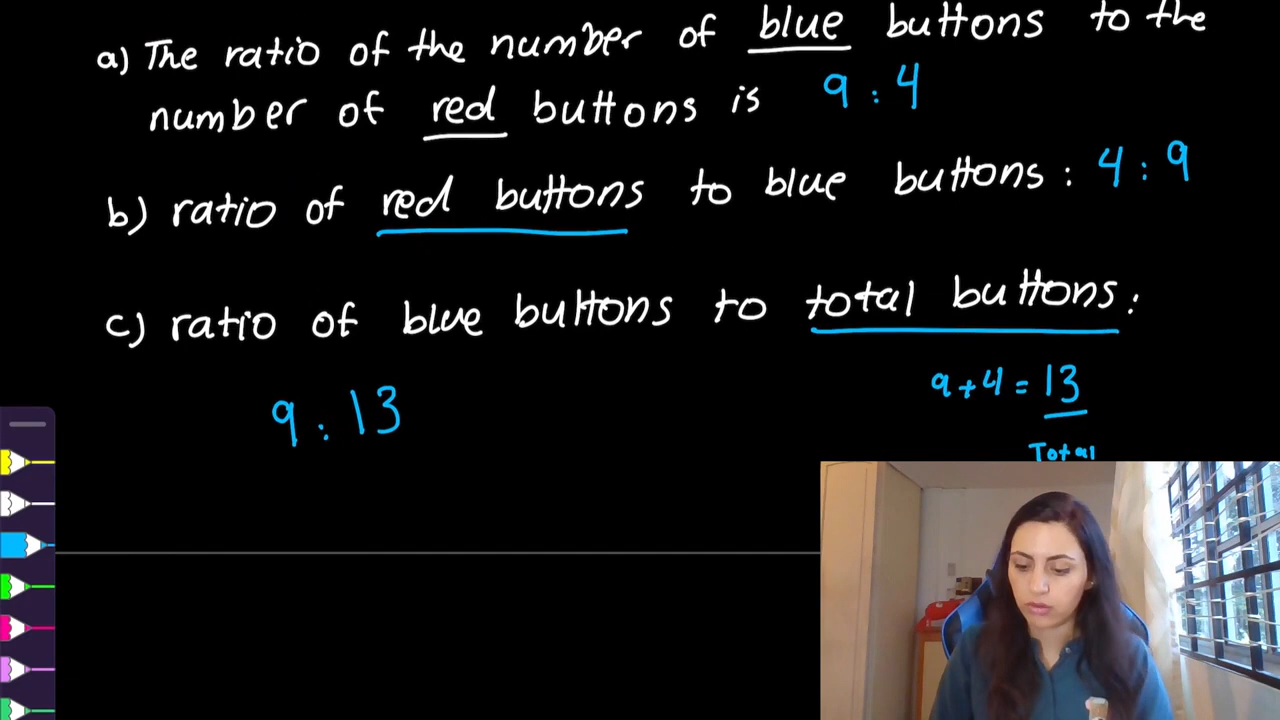 a) The ratio of the number of blue buttons to the
number of red buttons is 9 : 4
b) ratio of red buttons to blue buttons : 4 : 9
c) ratio of blue buttons to total buttons :
9 + 4 = 13
9 : 13
Total